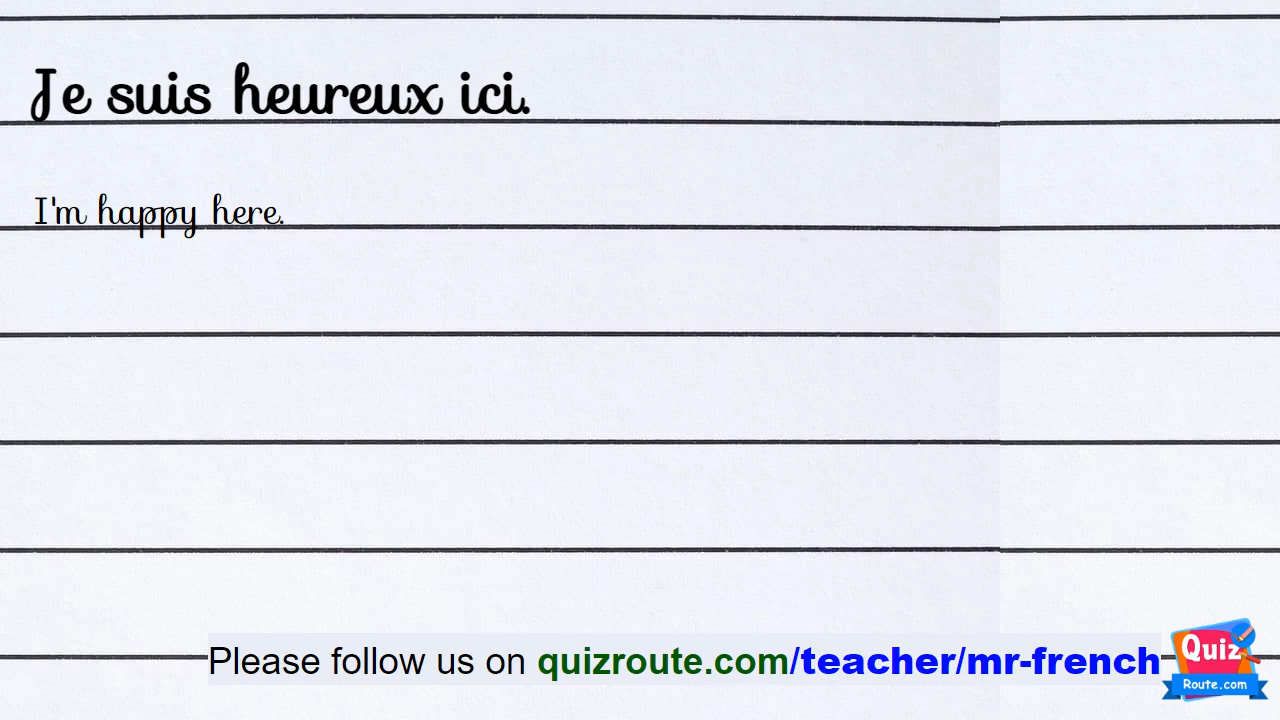 Je suis heureux ici.
I'm happy here.
Please follow us on quizroute.com/teacher/mr-french
Quiz
Route.com